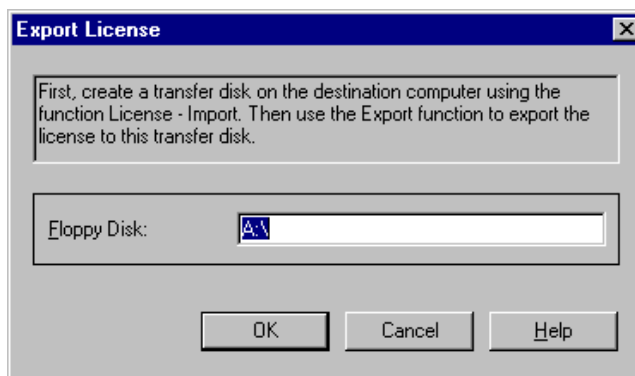 Export License
First, create a transfer disk on the destination computer using the
function License - Import. Then use the Export function to export the
license to this transfer disk.
Floppy Disk: A:\
OK Cancel Help